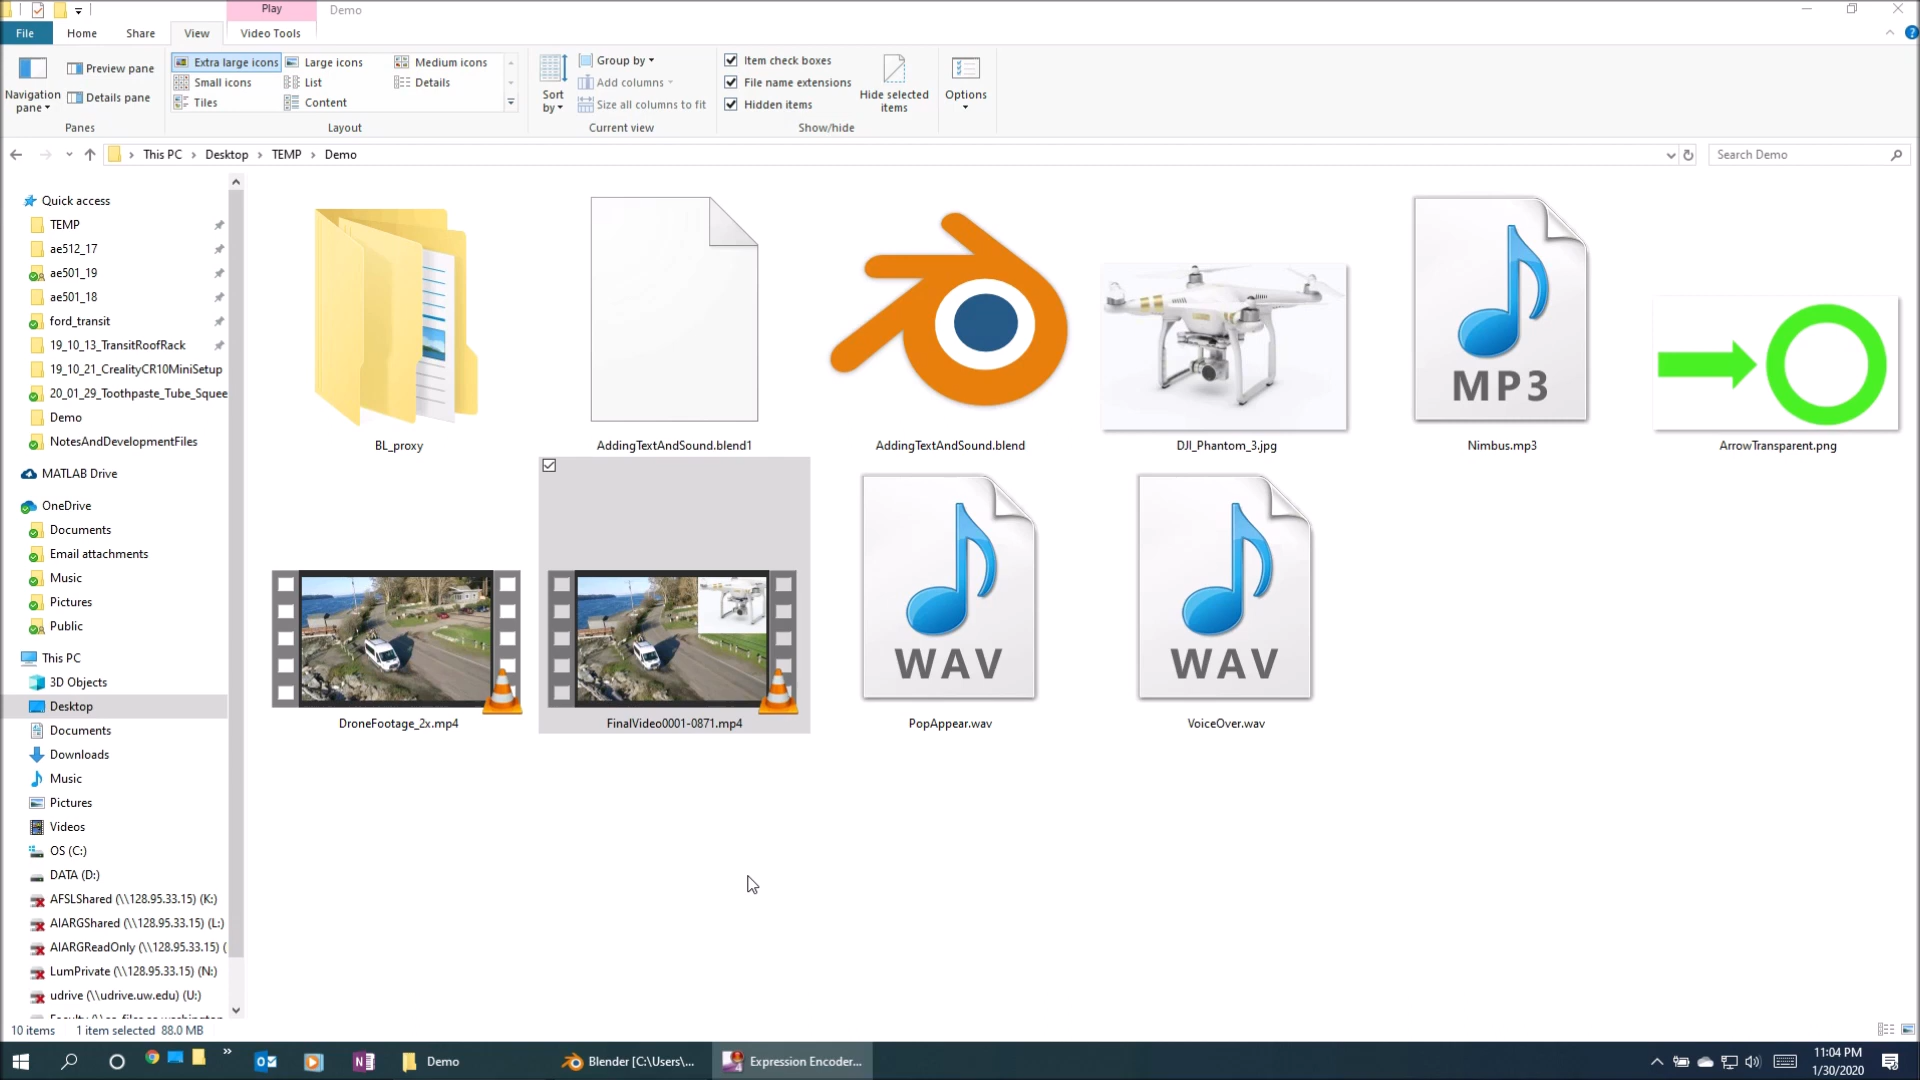 Play
Demo
File
Home
Share
View
Video Tools
Navigation
pane
Preview pane
Details pane
Panes
Extra large icons
Large icons
Medium icons
Small icons
List
Details
Tiles
Content
Layout
Sort
by
Group by
Add columns
Size all columns to fit
Current view
Item check boxes
File name extensions
Hidden items
Hide selected
items
Show/hide
Options
This PC
Desktop
TEMP
Demo
Search Demo
Quick access
TEMP
ae512_17
ae501_19
ae501_18
ford_transit
19_10_13_TransitRoofRack
19_10_21_CrealityCR10MiniSetup
20_01_29_Toothpaste_Tube_Squee
Demo
NotesAndDevelopmentFiles
MATLAB Drive
OneDrive
Documents
Email attachments
Music
Pictures
Public
This PC
3D Objects
Desktop
Documents
Downloads
Music
Pictures
Videos
OS (C:)
DATA (D:)
AFSLShared (\\128.95.33.15) (K:)
AIARGShared (\\128.95.33.15) (L:)
AIARGReadOnly (\\128.95.33.15) (
LumPrivate (\\128.95.33.15) (N:)
udrive (\\udrive.uw.edu) (U:)
BL_proxy
AddingTextAndSound.blend1
AddingTextAndSound.blend
DJI_Phantom_3.jpg
MP3
Nimbus.mp3
ArrowTransparent.png
DroneFootage_2x.mp4
FinalVideo0001-0871.mp4
WAV
PopAppear.wav
WAV
VoiceOver.wav
10 items
1 item selected 88.0 MB
Demo
Blender [C:\Users\...
Expression Encoder...
11:04 PM
1/30/2020